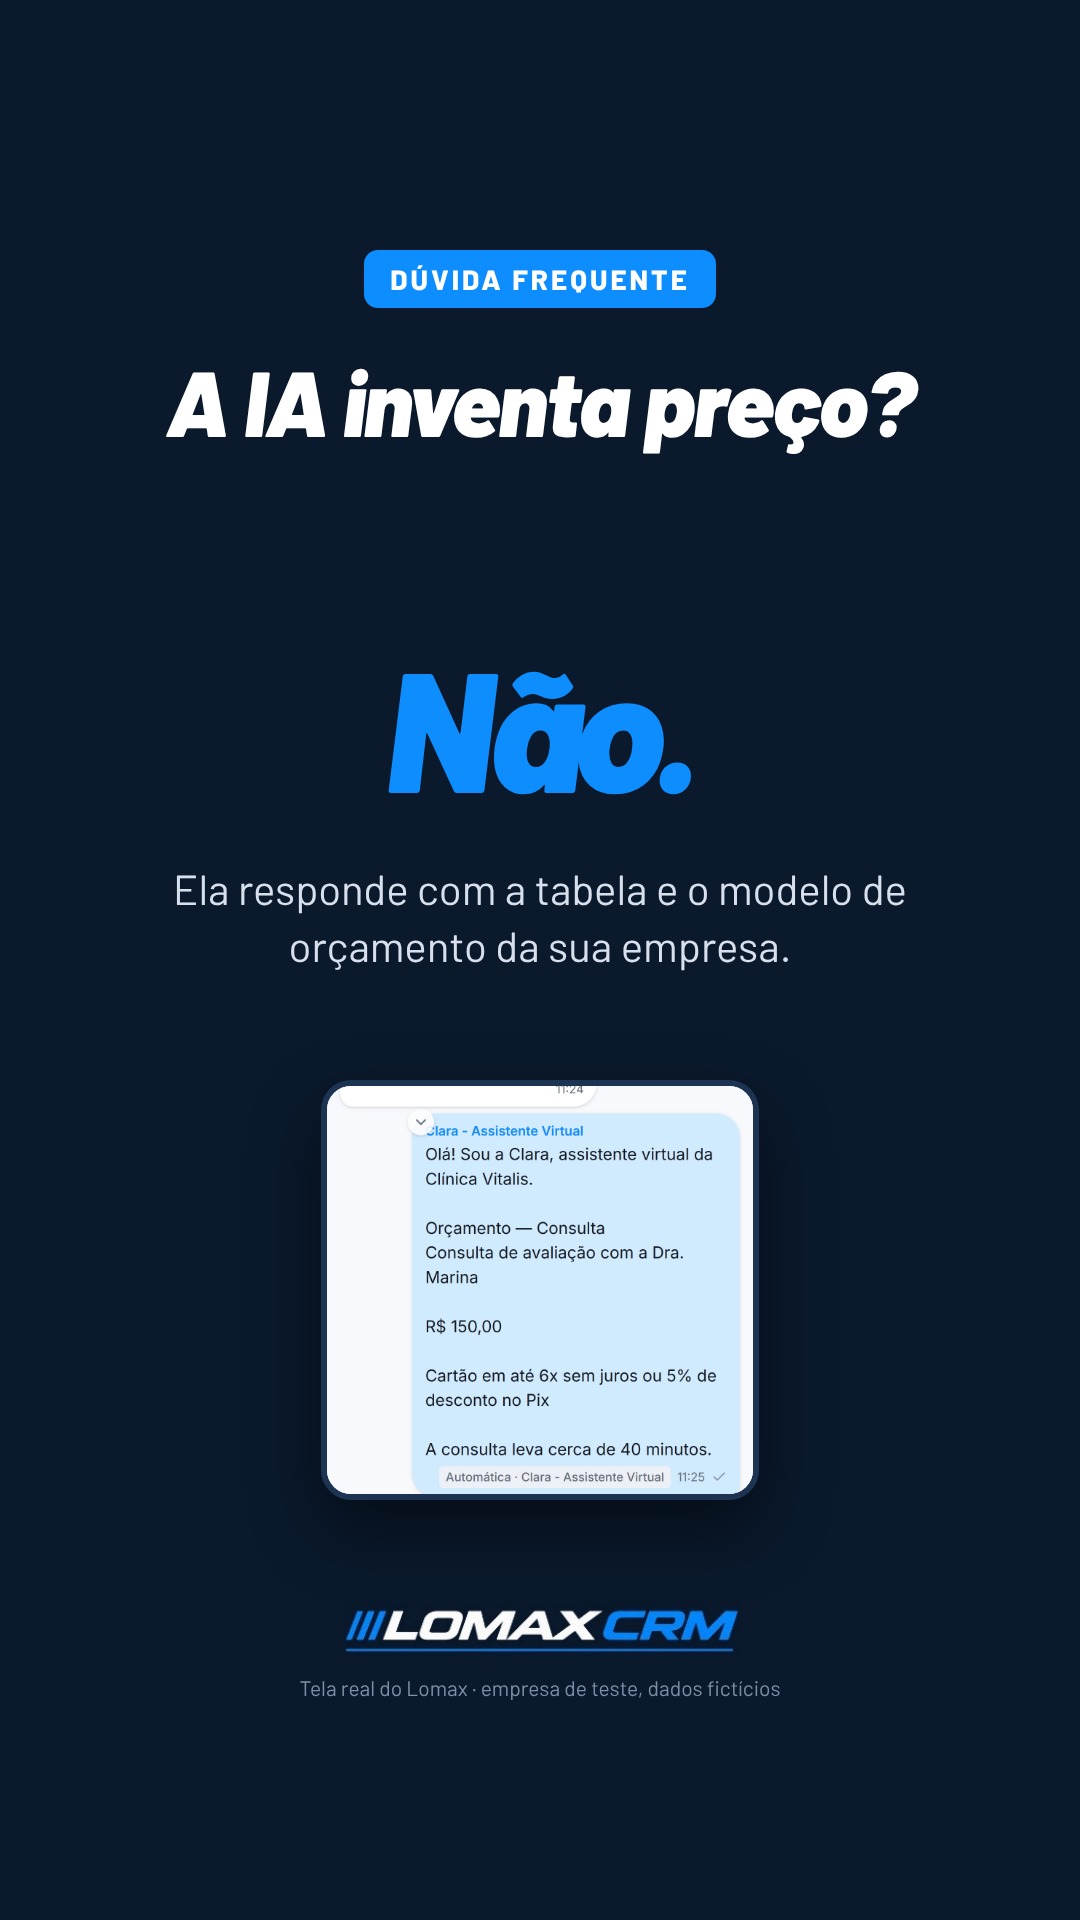 DÚVIDA FREQUENTE
A IA inventa preço?
Não.
Ela responde com a tabela e o modelo de
orçamento da sua empresa.
11:24
Clara - Assistente Virtual
Olá! Sou a Clara, assistente virtual da
Clínica Vitalis.
Orçamento — Consulta
Consulta de avaliação com a Dra.
Marina
R$ 150,00
Cartão em até 6x sem juros ou 5% de
desconto no Pix
A consulta leva cerca de 40 minutos.
Automática · Clara - Assistente Virtual 11:25
LOMAX CRM
Tela real do Lomax · empresa de teste, dados fictícios